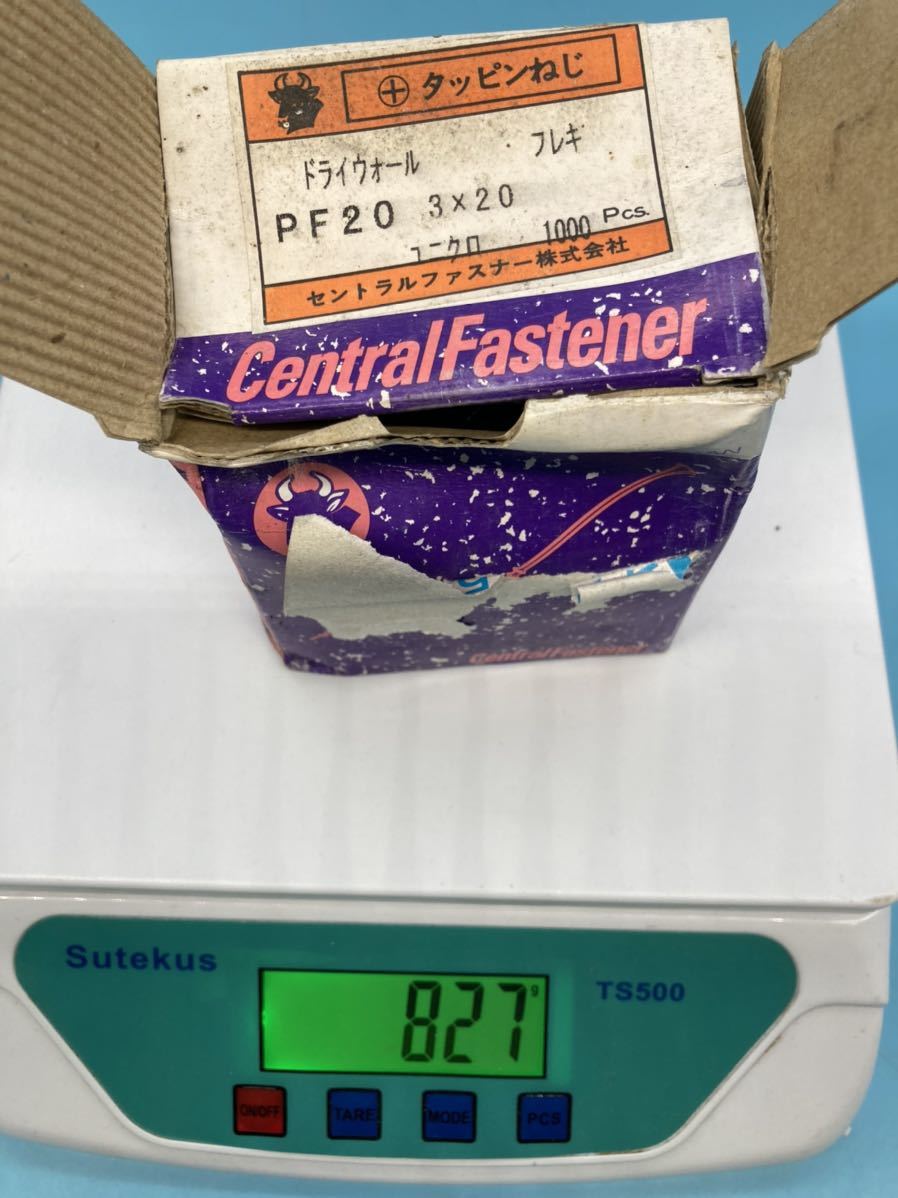 ⊕ タッピンねじ
ドライウォール フレキ
PF20 3×20
ユニクロ 1000 Pcs.
セントラルファスナー株式会社
CentralFastener
CentralFastener
Sutekus
827 g
TS500
ON/OFF TARE MODE PCS